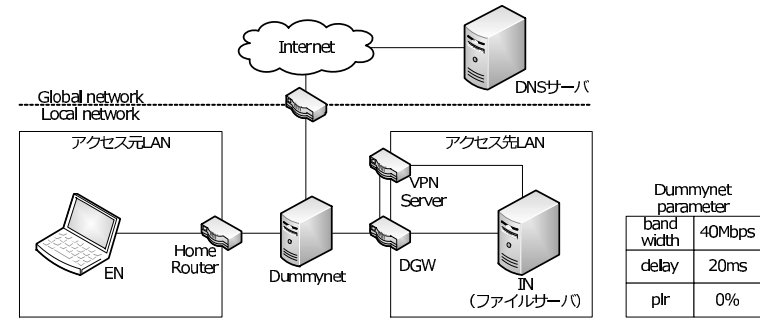 Internet
DNSサーバ
Global network
Local network
アクセス元LAN
アクセス先LAN
VPN
Server
EN
Home
Router
Dummynet
DGW
IN
（ファイルサーバ）
Dummynet
parameter
band
width
40Mbps
delay
20ms
plr
0%